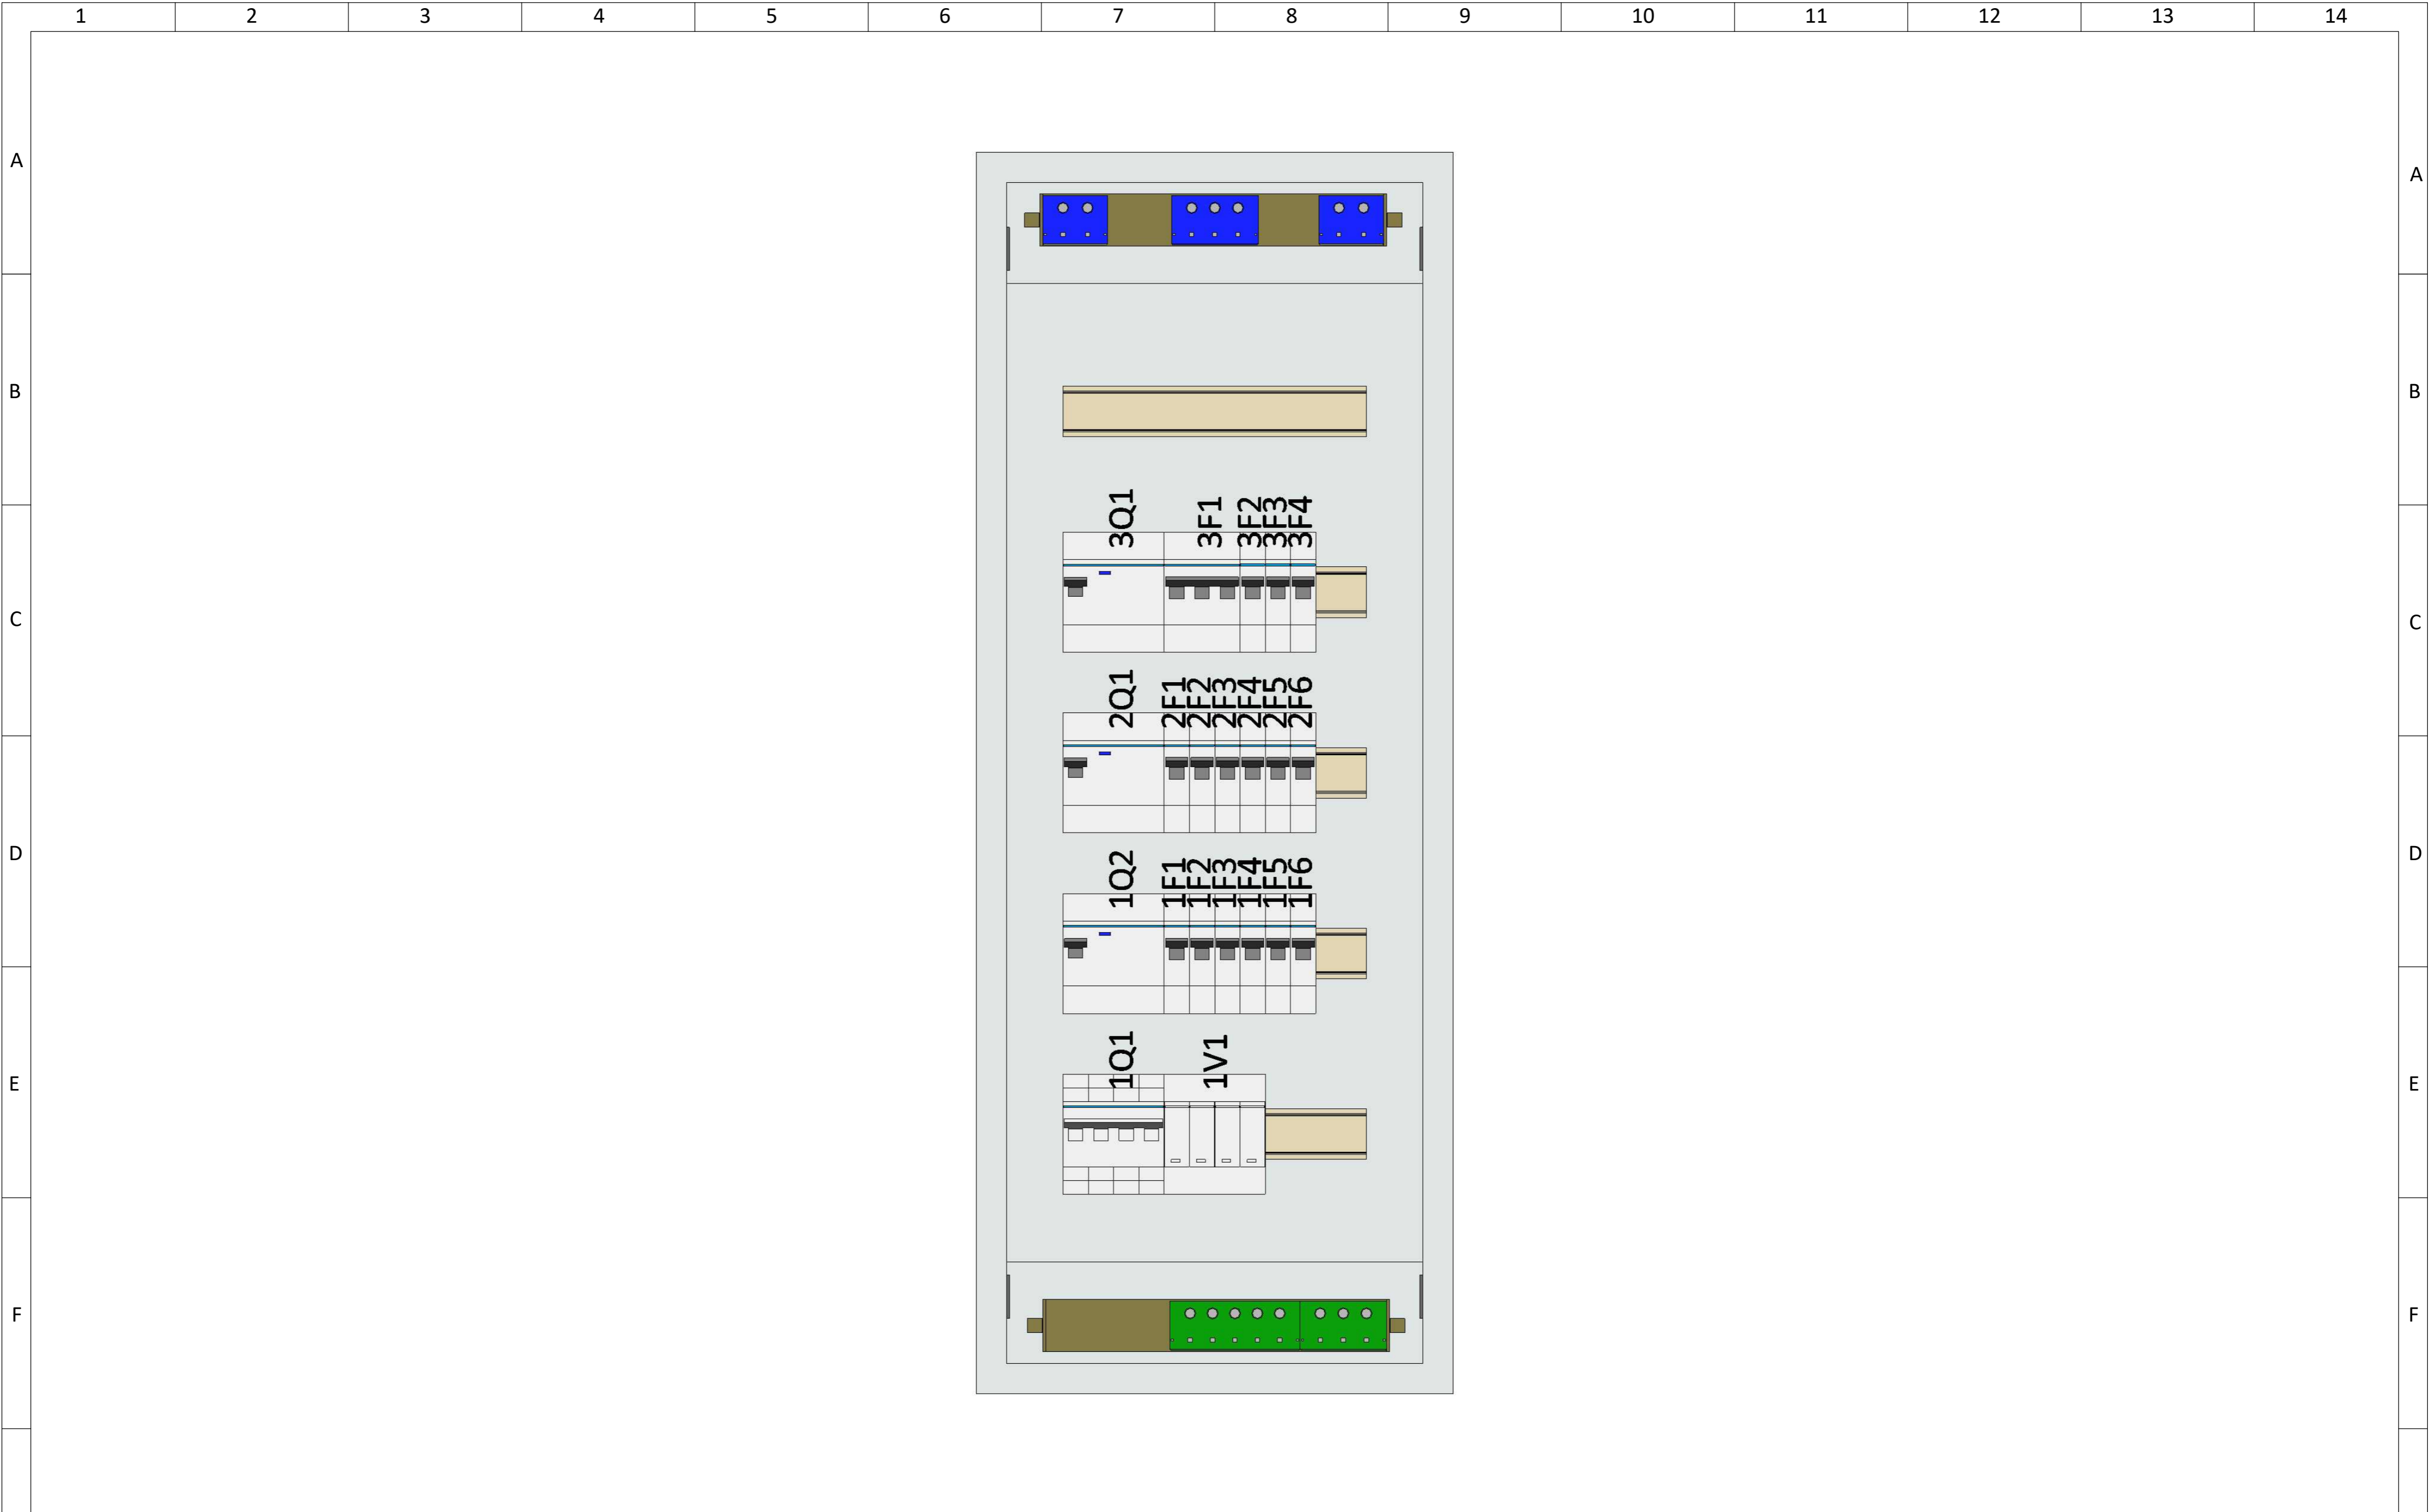 1 2 3 4 5 6 7 8 9 10 11 12 13 14
A A
B B
3Q1 3F1 3F2 3F3 3F4
C C
2Q1 2F1 2F2 2F3 2F4 2F5 2F6
D D
1Q2 1F1 1F2 1F3 1F4 1F5 1F6
1Q1 1V1
E E
F F